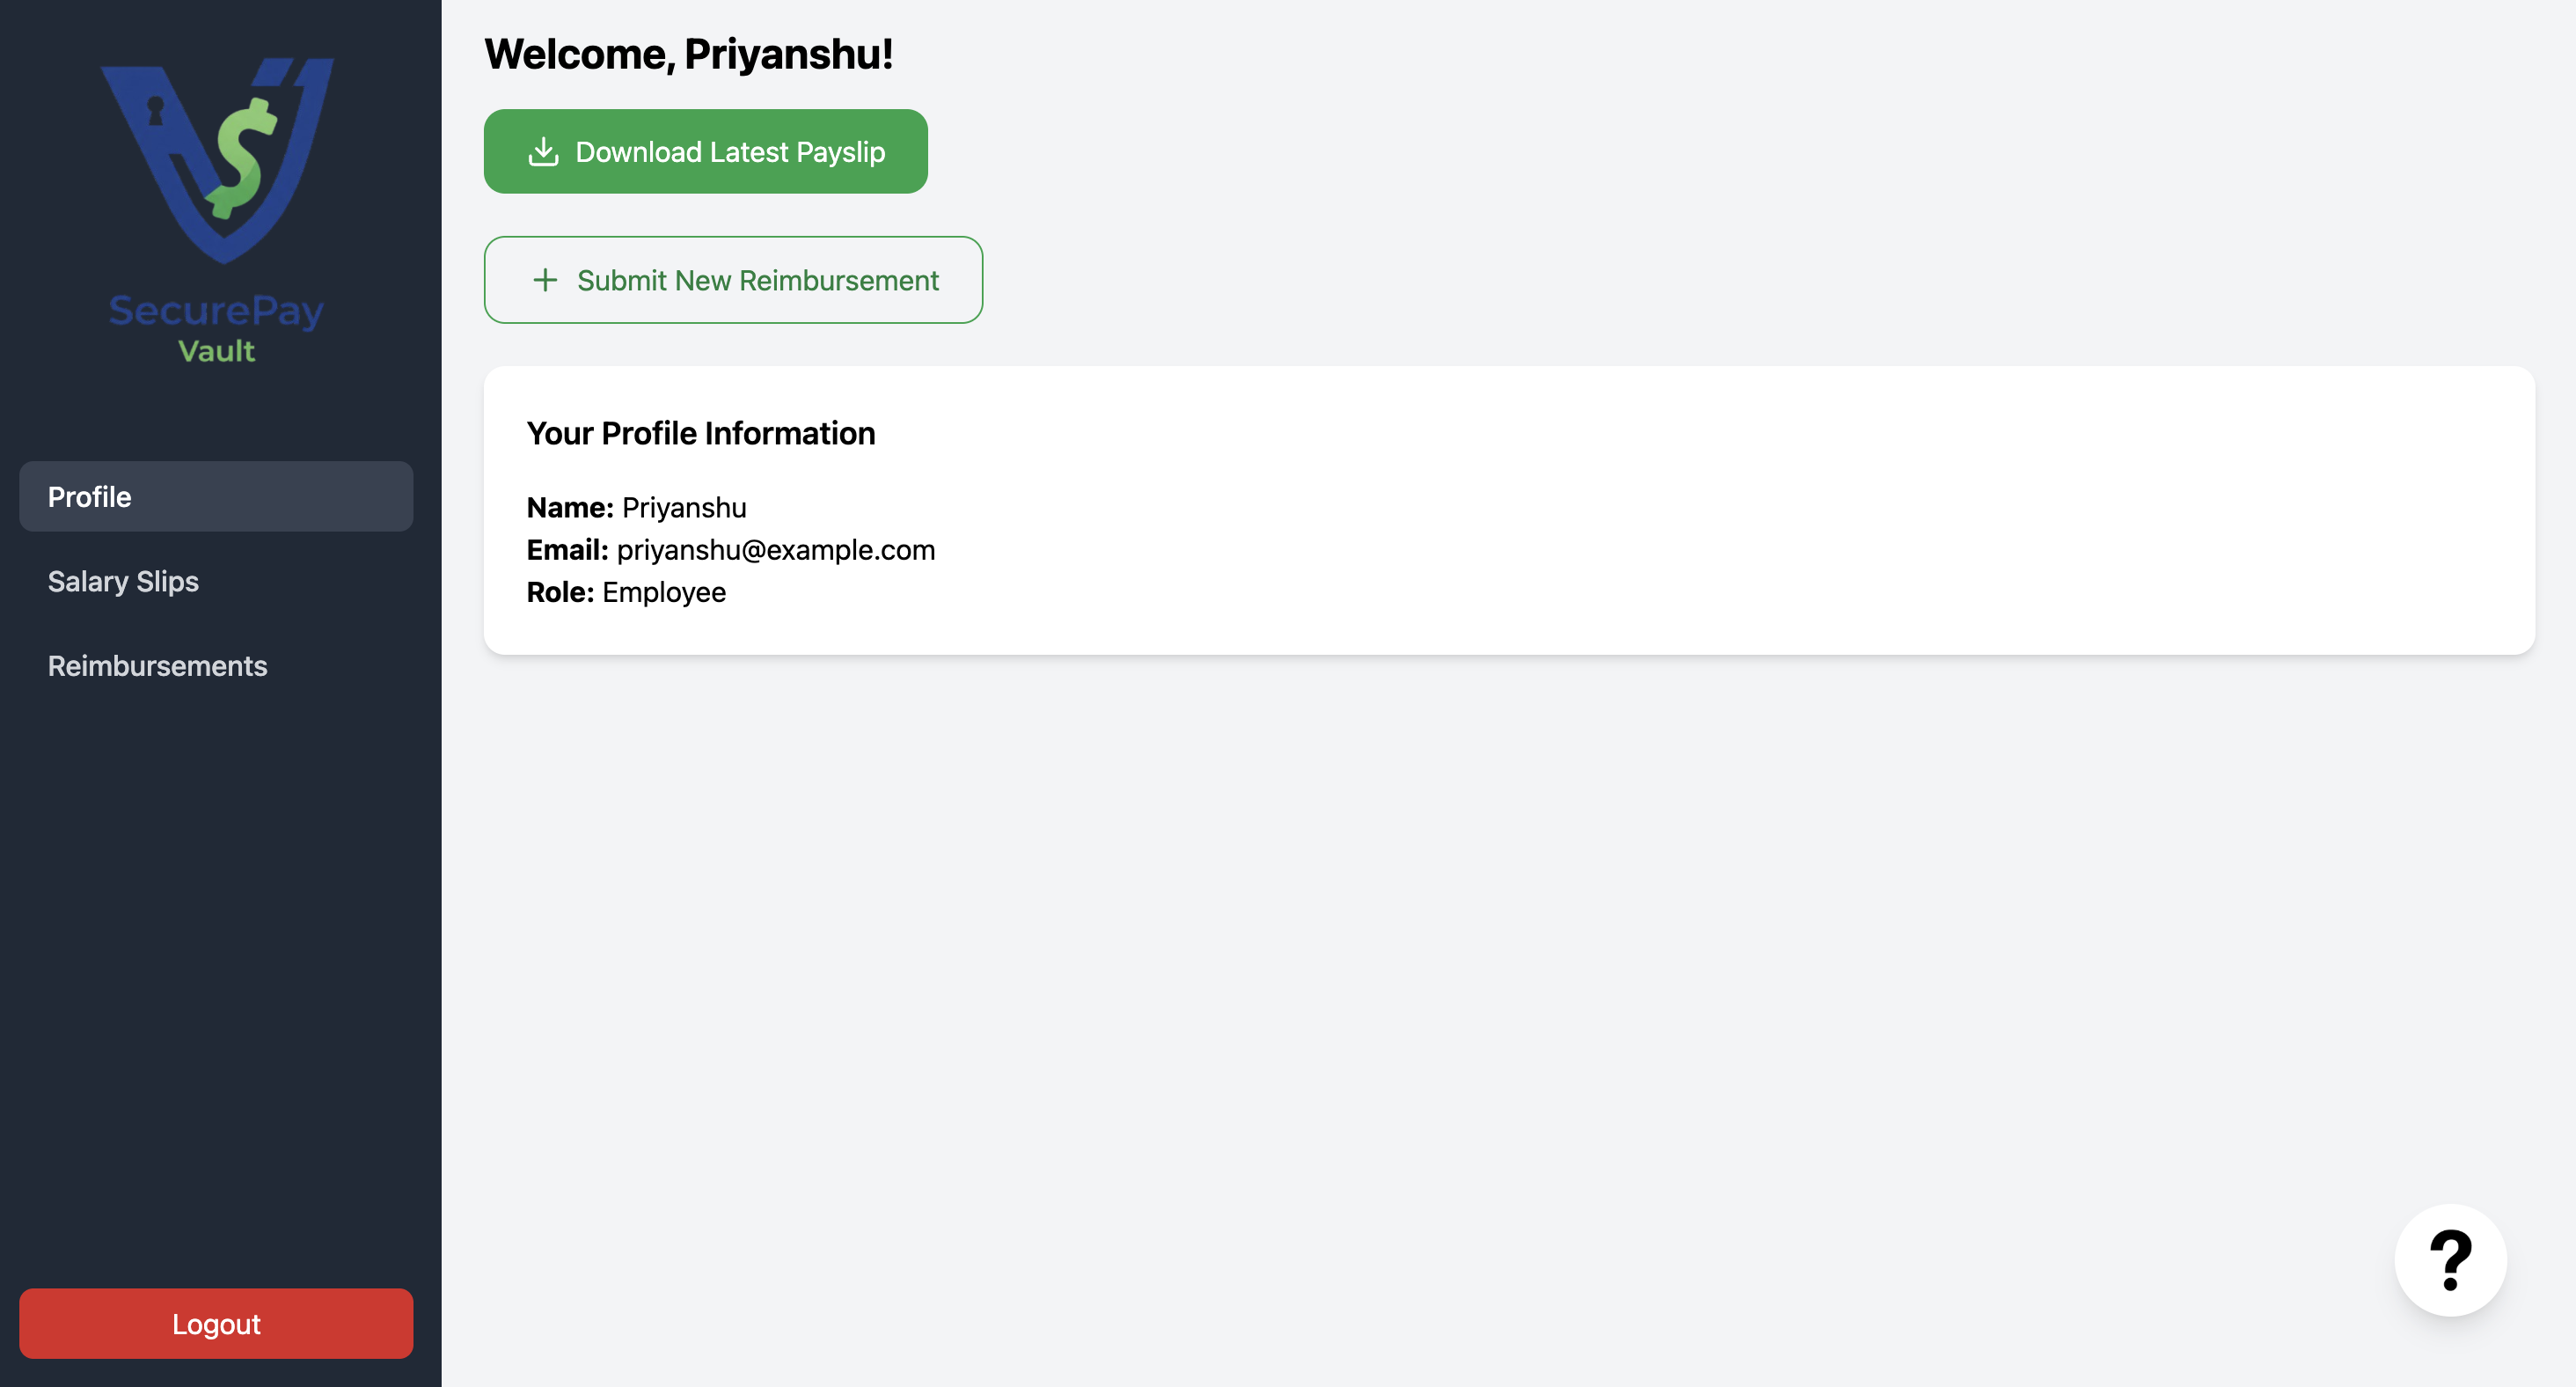 SecurePay
Vault
Profile
Salary Slips
Reimbursements
Logout
Welcome, Priyanshu!
Download Latest Payslip
+ Submit New Reimbursement
Your Profile Information
Name: Priyanshu
Email: priyanshu@example.com
Role: Employee
?